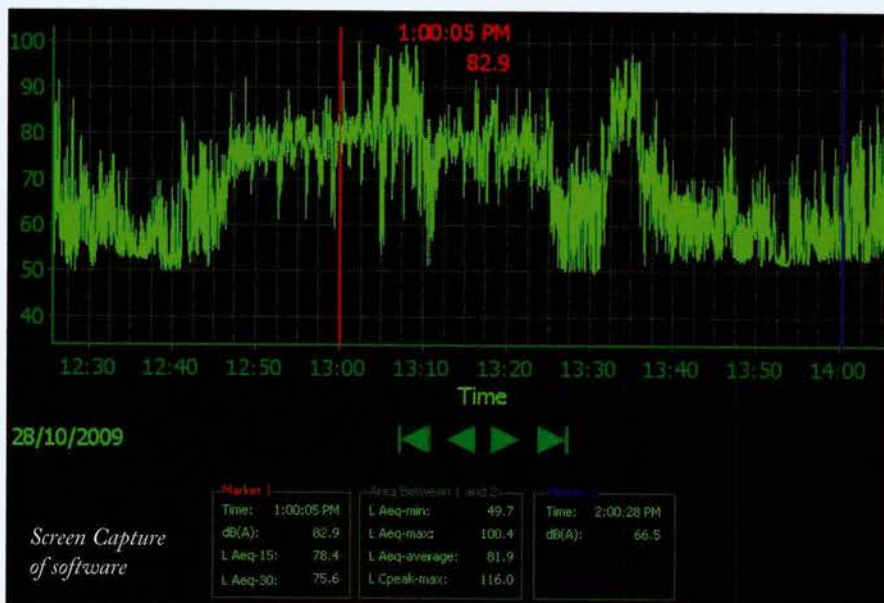 1:00:05 PM
82.9
100
90
80
70
60
50
40
12:30 12:40 12:50 13:00 13:10 13:20 13:30 13:40 13:50 14:00
Time
28/10/2009
Screen Capture
of software
Marker 1
Time: 1:00:05 PM
dB(A): 82.9
L Aeq-15: 78.4
L Aeq-30: 75.6
Area between 1 and 2
L Aeq-min: 49.7
L Aeq-max: 100.4
L Aeq-average: 81.9
L Cpeak-max: 116.0
Marker
Time: 2:00:28 PM
dB(A): 66.5